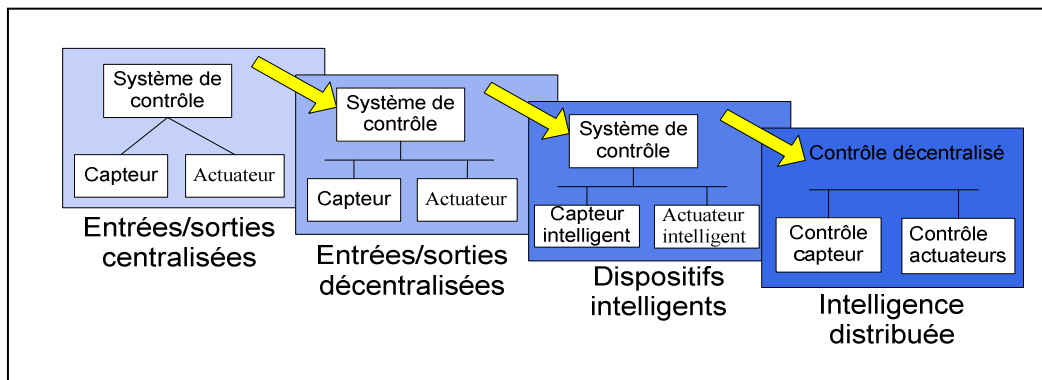 Système de
contrôle
Capteur
Actuateur
Entrées/sorties
centralisées
Système de
contrôle
Capteur
Actuateur
Entrées/sorties
décentralisées
Système de
contrôle
Capteur
intelligent
Actuateur
intelligent
Dispositifs
intelligents
Contrôle décentralisé
Contrôle
capteur
Contrôle
actuateurs
Intelligence
distribuée